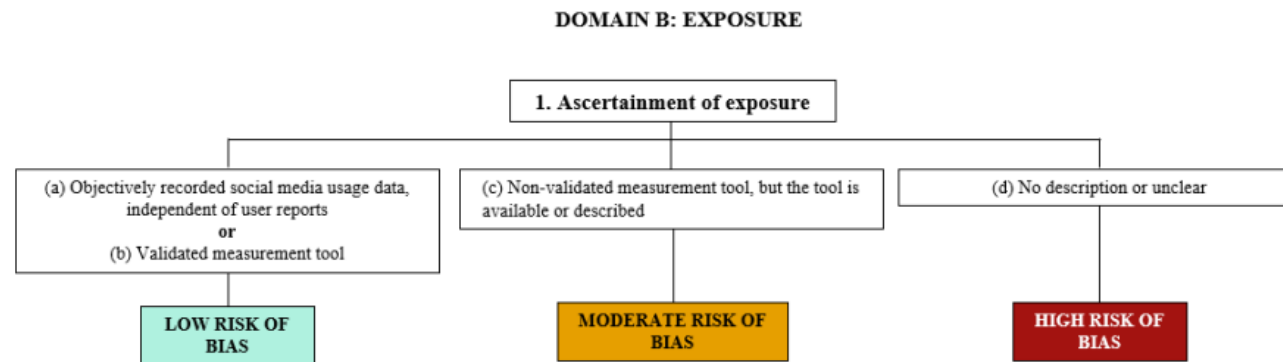 DOMAIN B: EXPOSURE
1. Ascertainment of exposure
(a) Objectively recorded social media usage data,
independent of user reports
or
(b) Validated measurement tool
(c) Non-validated measurement tool, but the tool is
available or described
(d) No description or unclear
LOW RISK OF
BIAS
MODERATE RISK OF
BIAS
HIGH RISK OF
BIAS